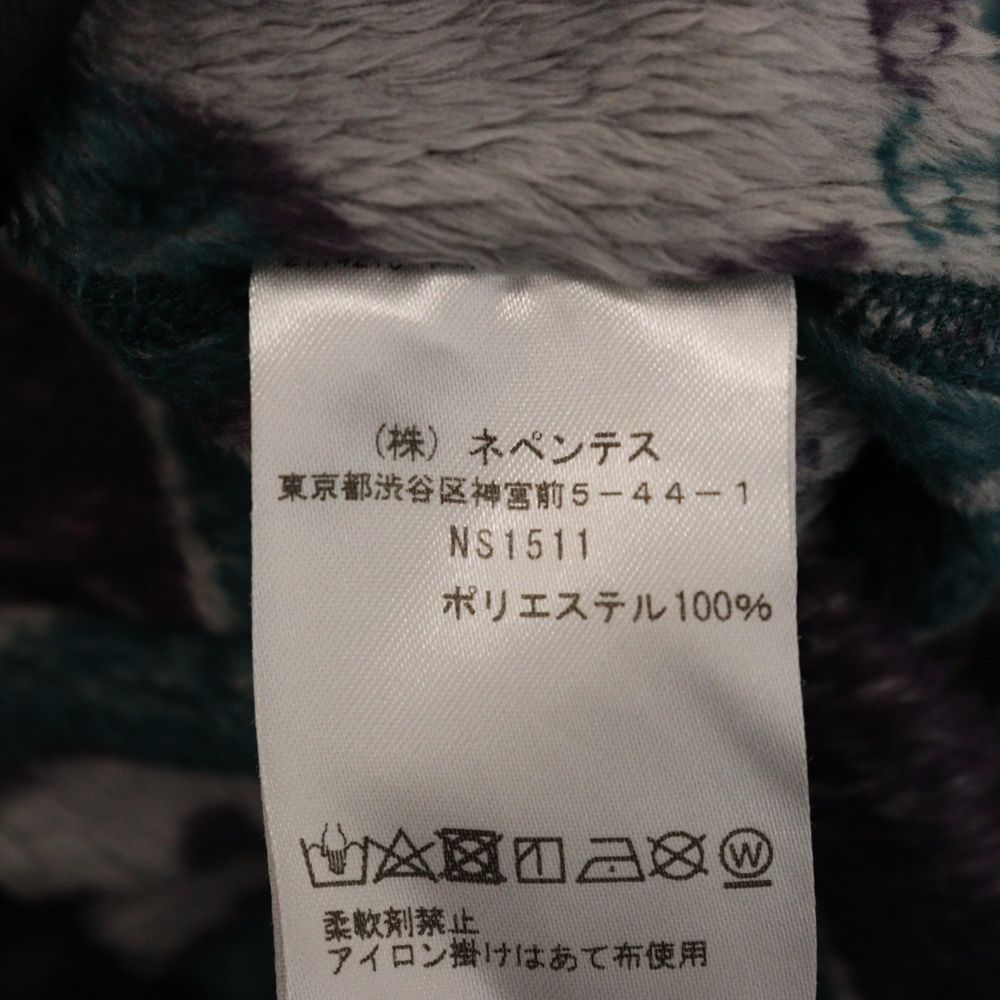 (株) ネペンテス
東京都渋谷区神宮前5-44-1
NS1511
ポリエステル100%
W
柔軟剤禁止
アイロン掛けはあて布使用